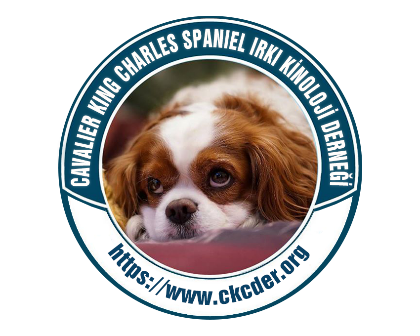 CAVALIER KING CHARLES SPANIEL IRKI KİNOLOJİ DERNEĞİ
https://www.ckcder.org